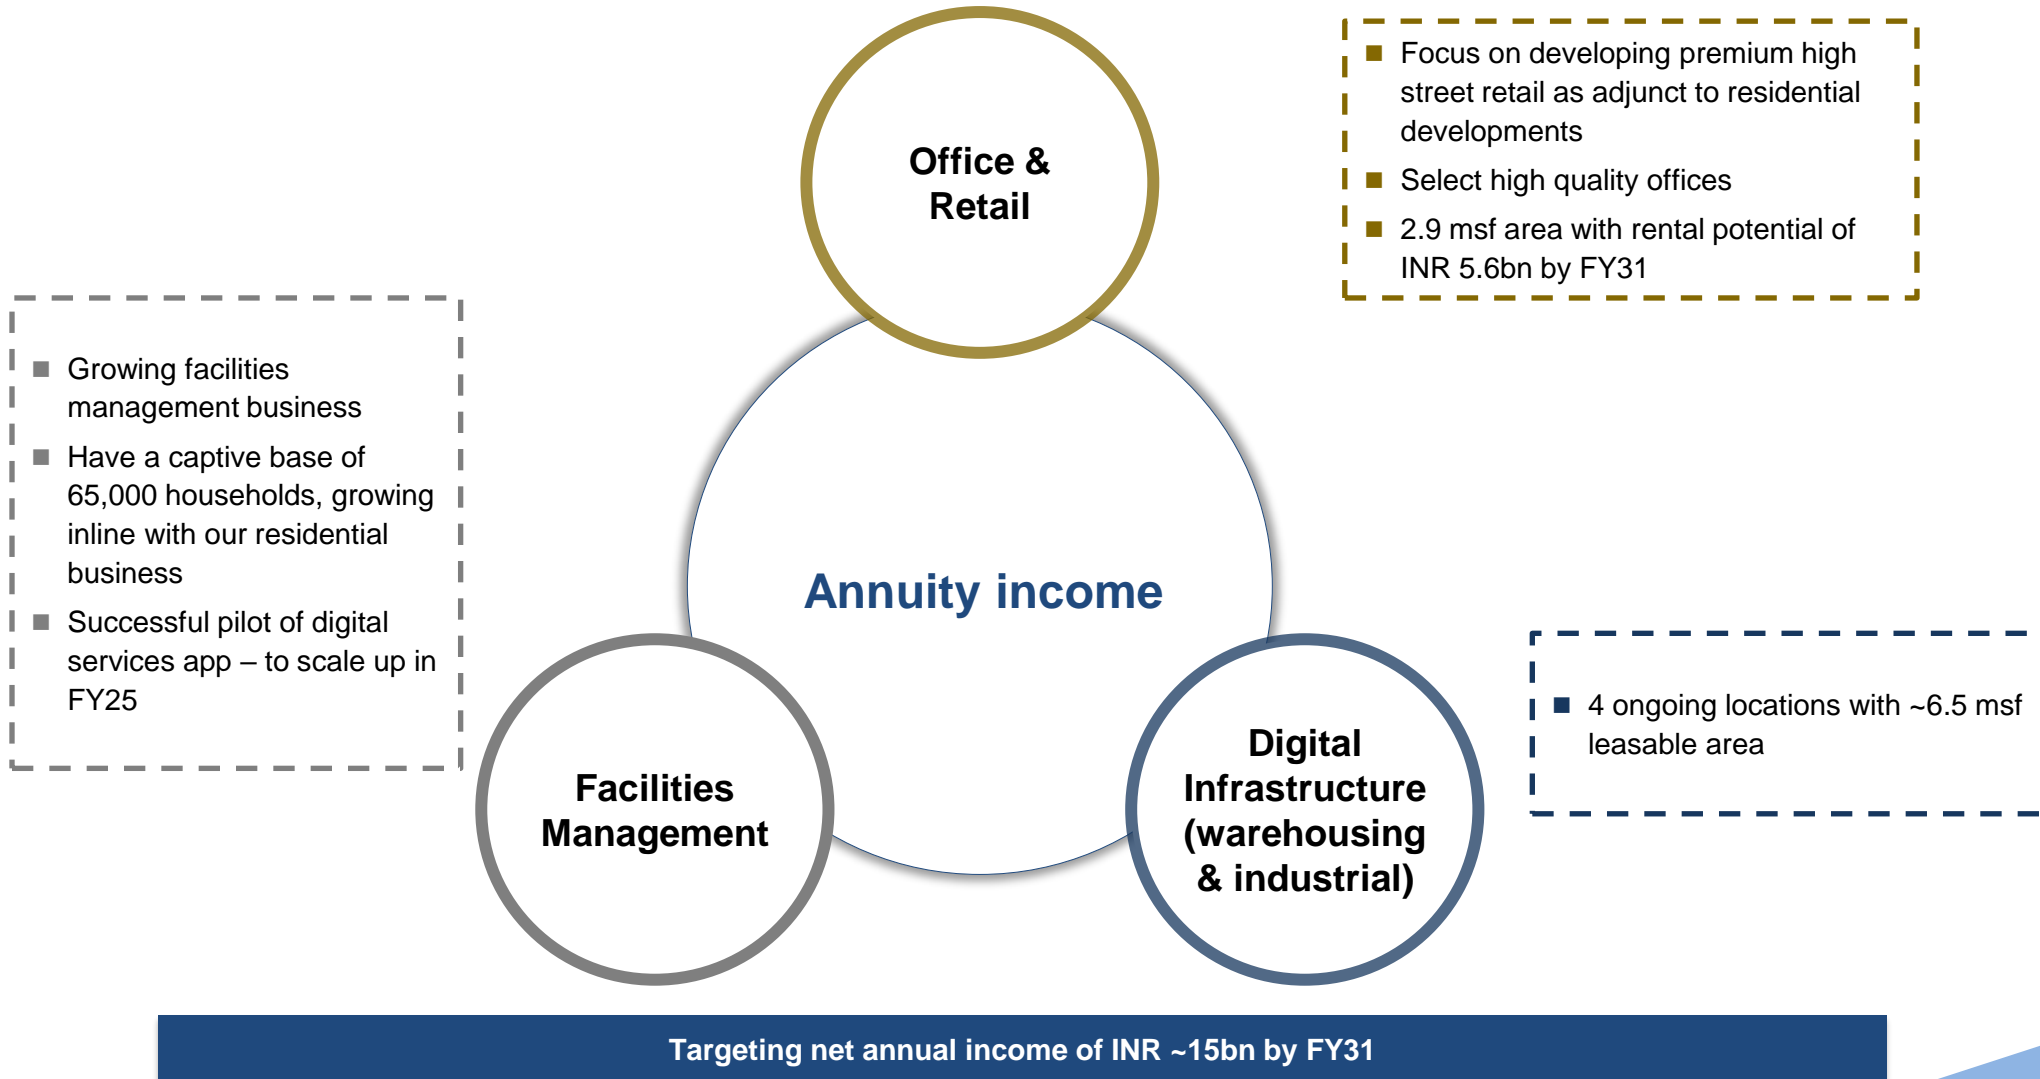 Office &
Retail
■ Focus on developing premium high
street retail as adjunct to residential
developments
■ Select high quality offices
■ 2.9 msf area with rental potential of
INR 5.6bn by FY31
■ Growing facilities
management business
■ Have a captive base of
65,000 households, growing
inline with our residential
business
■ Successful pilot of digital
services app – to scale up in
FY25
Annuity income
Facilities
Management
Digital
Infrastructure
(warehousing
& industrial)
■ 4 ongoing locations with ~6.5 msf
leasable area
Targeting net annual income of INR ~15bn by FY31